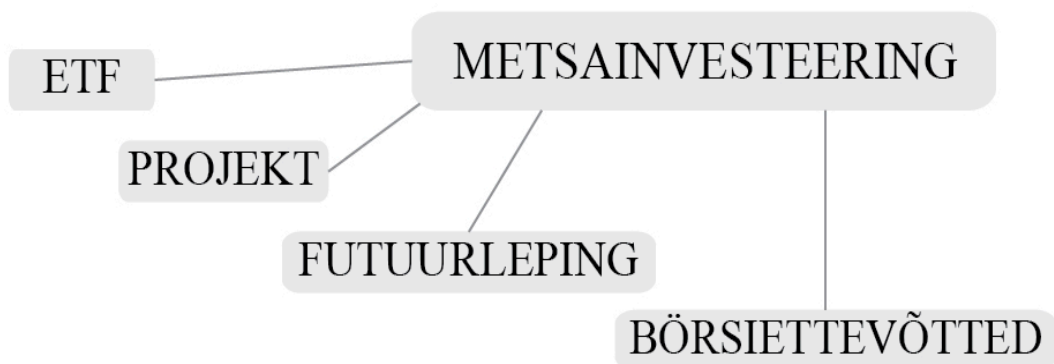 METSAINVESTEERING
ETF
PROJEKT
FUTUURLEPING
BÖRSIETTEVÕTTED